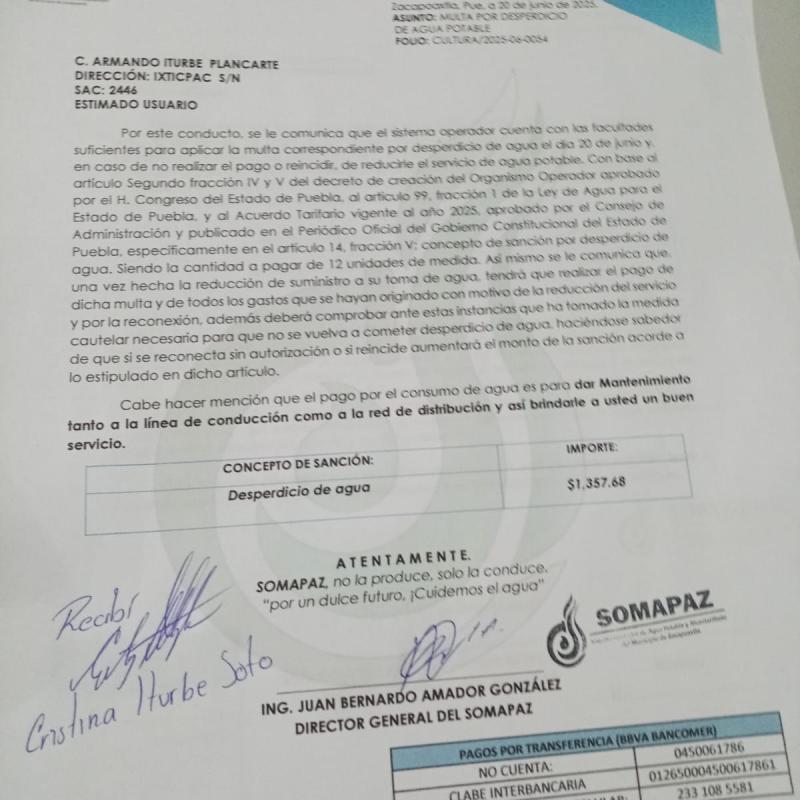 Zacapoaxtla, Pue, a 20 de junio de 2025.
ASUNTO: MULTA POR DESPERDICIO
DE AGUA POTABLE
FOLIO: CULTURA/2025-06-0054
C. ARMANDO ITURBE PLANCARTE
DIRECCIÓN: IXTICPAC S/N
SAC: 2446
ESTIMADO USUARIO
Por este conducto, se le comunica que el sistema operador cuenta con las facultades
suficientes para aplicar la multa correspondiente por desperdicio de agua el día 20 de junio y,
en caso de no realizar el pago o reincidir, de reducirle el servicio de agua potable. Con base al
artículo Segundo fracción IV y V del decreto de creación del Organismo Operador aprobado
por el H. Congreso del Estado de Puebla, al artículo 99, fracción 1 de la Ley de Agua para el
Estado de Puebla, y al Acuerdo Tarifario vigente al año 2025, aprobado por el Consejo de
Administración y publicado en el Periódico Oficial del Gobierno Constitucional del Estado de
Puebla, específicamente en el artículo 14, fracción V; concepto de sanción por desperdicio de
agua. Siendo la cantidad a pagar de 12 unidades de medida. Así mismo se le comunica que,
una vez hecha la reducción de suministro a su toma de agua, tendrá que realizar el pago de
dicha multa y de todos los gastos que se hayan originado con motivo de la reducción del servicio
y por la reconexión, además deberá comprobar ante estas instancias que ha tomado la medida
cautelar necesaria para que no se vuelva a cometer desperdicio de agua, haciéndose sabedor
de que si se reconecta sin autorización o si reincide aumentará el monto de la sanción acorde a
lo estipulado en dicho artículo.
Cabe hacer mención que el pago por el consumo de agua es para dar Mantenimiento
tanto a la línea de conducción como a la red de distribución y así brindarle a usted un buen
servicio.
CONCEPTO DE SANCIÓN: IMPORTE:
Desperdicio de agua $1,357.68
ATENTAMENTE.
SOMAPAZ, no la produce, solo la conduce.
"por un dulce futuro, ¡Cuidemos el agua"
Recibí
Cristina Iturbe Soto
SOMAPAZ
de Agua Potable y Alcantarillado
del Municipio de Zacapoaxtla
ING. JUAN BERNARDO AMADOR GONZÁLEZ
DIRECTOR GENERAL DEL SOMAPAZ
PAGOS POR TRANSFERENCIA (BBVA BANCOMER)
NO CUENTA: 0450061786
CLABE INTERBANCARIA 012650004500617861
233 108 5581